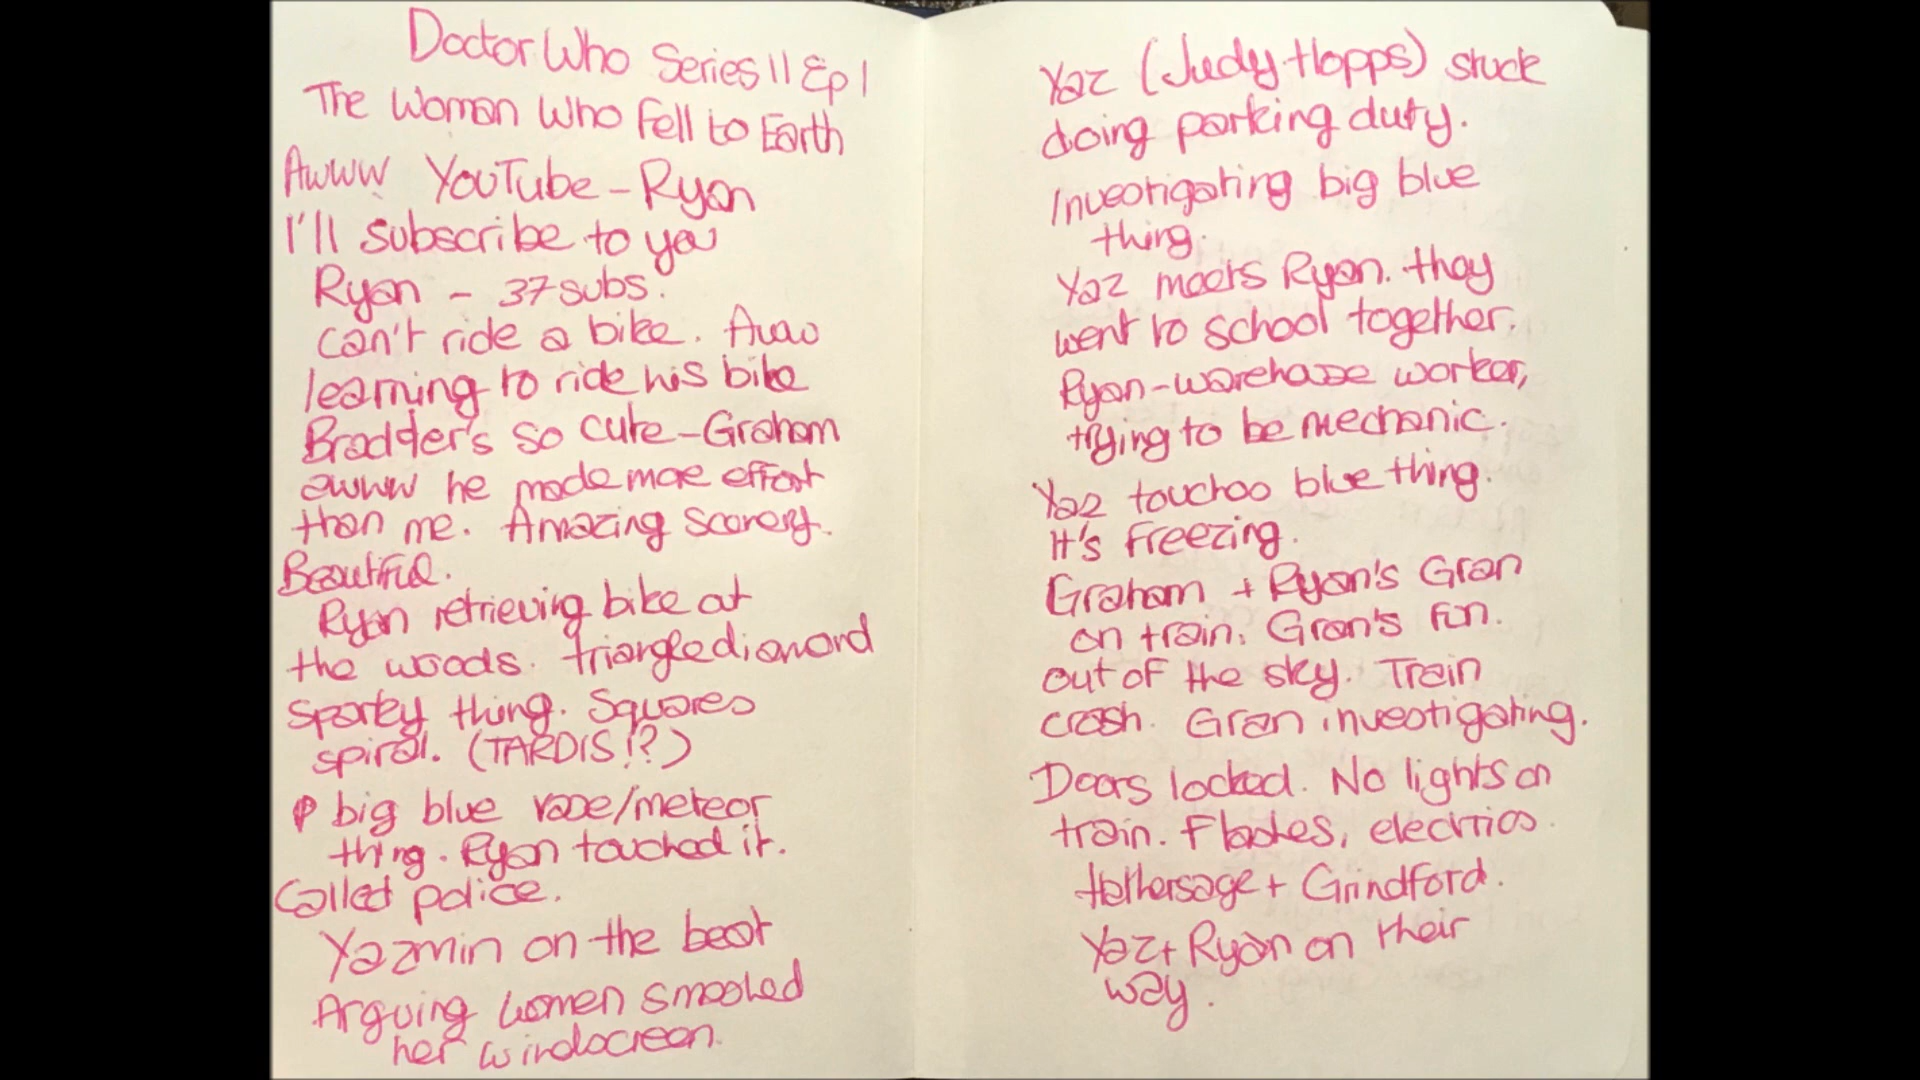 Doctor Who Series 11 Ep 1
The Woman Who Fell to Earth
Awww YouTube - Ryan
I'll subscribe to you
Ryan - 37 subs.
can't ride a bike. Aww
learning to ride his bike
Bradders so cute - Graham
awww he made more effort
than me. Amazing scenery.
Beautiful.
Ryan retrieving bike at
the woods. triangle diamond
sparky thing. Squares
spiral. (TARDIS!?)
big blue vase/meteor
thing. Ryan touched it.
Called police.
Yazmin on the beat
Arguing women smashed
her windscreen.
Yaz (Judy Hopps) stuck
doing parking duty.
Investigating big blue
thing.
Yaz meets Ryan. they
went to school together.
Ryan - warehouse worker,
trying to be mechanic.
Yaz touches blue thing.
It's freezing.
Graham + Ryan's Gran
on train. Gran's fun.
out of the sky. Train
crash. Gran investigating.
Doors locked. No lights on
train. Flashes, electrics.
Hathersage + Grindford.
Yaz + Ryan on their
way.